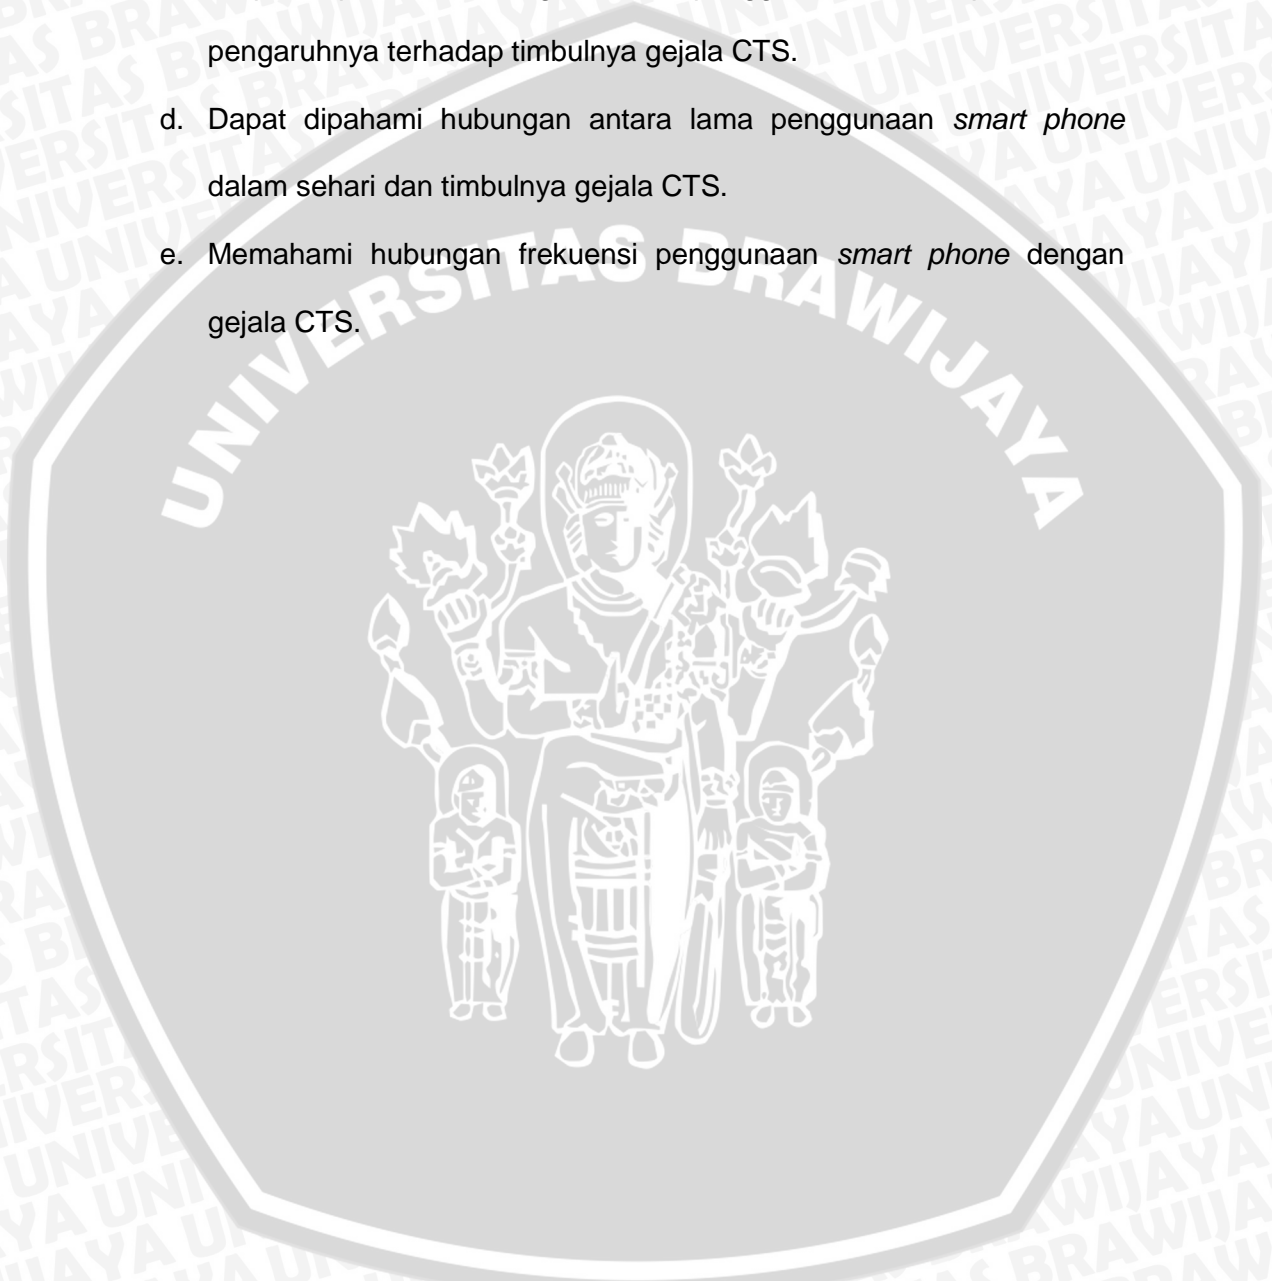 pengaruhnya terhadap timbulnya gejala CTS.
d. Dapat dipahami hubungan antara lama penggunaan smart phone
dalam sehari dan timbulnya gejala CTS.
e. Memahami hubungan frekuensi penggunaan smart phone dengan
gejala CTS.
UNIVERSITAS BRAWIJAYA